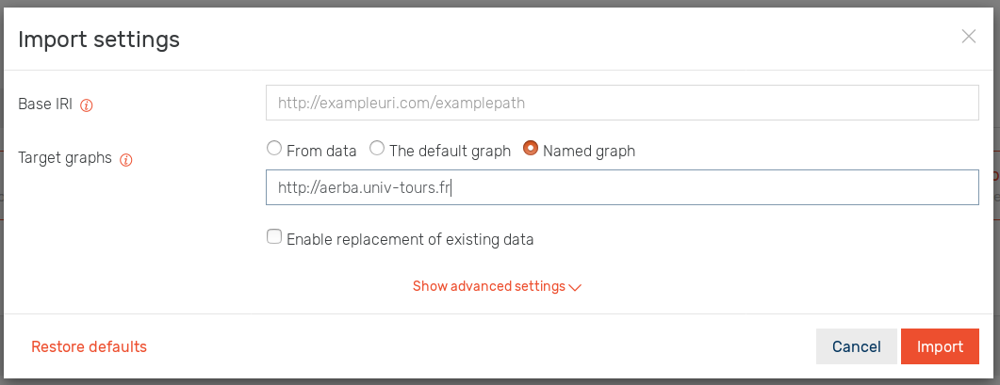 Import settings
Base IRI
http://exampleuri.com/examplepath
Target graphs
From data The default graph Named graph
http://aerba.univ-tours.fr
Enable replacement of existing data
Show advanced settings
Restore defaults
Cancel Import